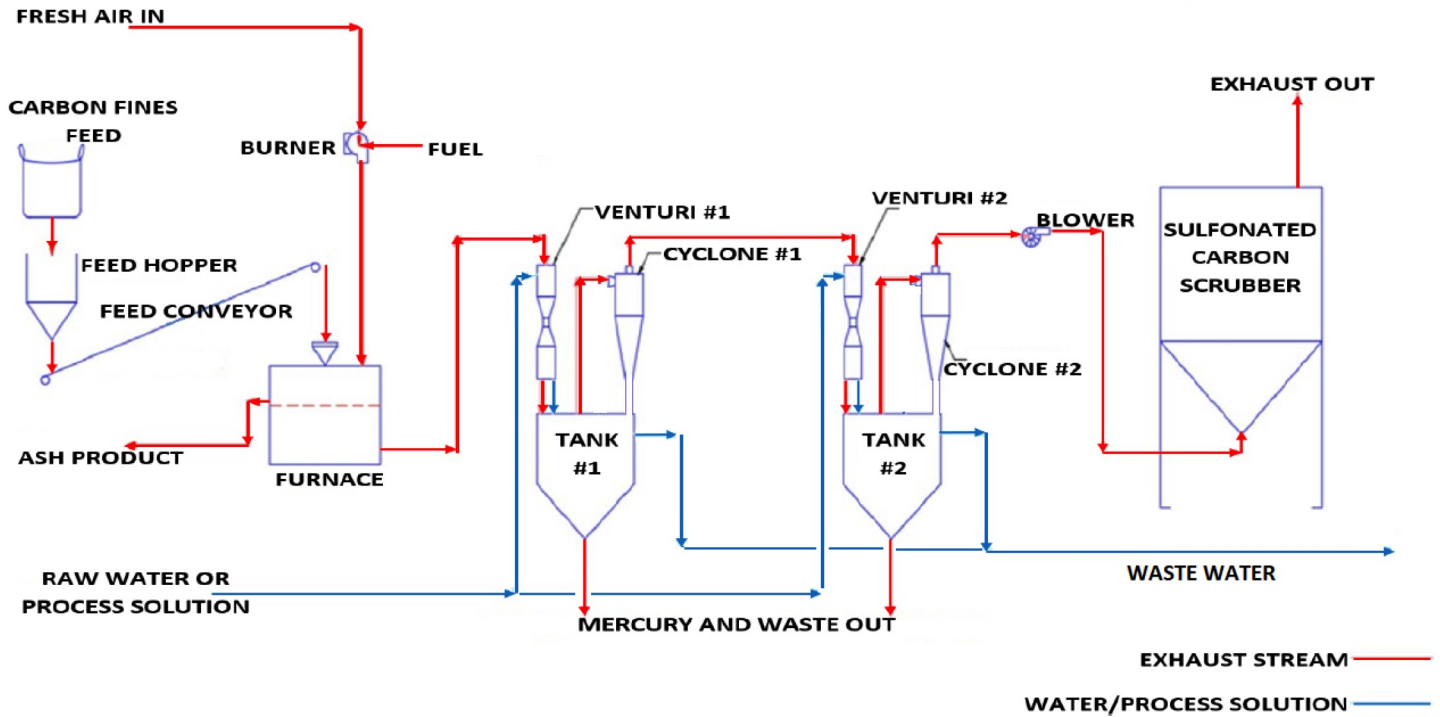 FRESH AIR IN
CARBON FINES
FEED
BURNER
FUEL
EXHAUST OUT
VENTURI #1
VENTURI #2
BLOWER
SULFONATED
CARBON
SCRUBBER
CYCLONE #1
FEED HOPPER
FEED CONVEYOR
CYCLONE #2
TANK
#1
TANK
#2
ASH PRODUCT
FURNACE
RAW WATER OR
PROCESS SOLUTION
WASTE WATER
MERCURY AND WASTE OUT
EXHAUST STREAM
WATER/PROCESS SOLUTION